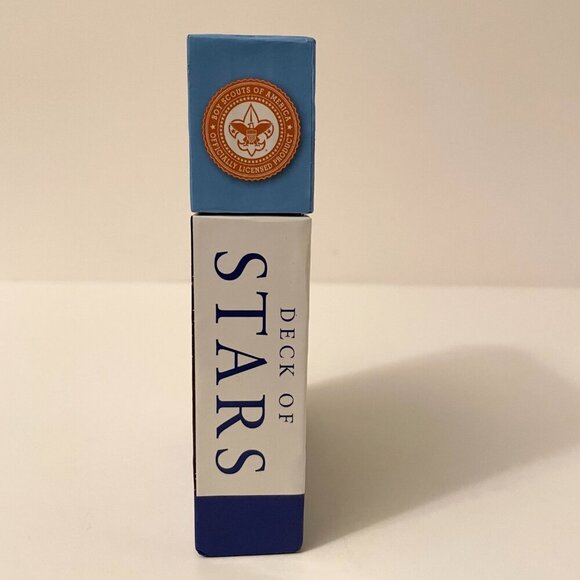 BOY SCOUTS OF AMERICA
OFFICIALLY LICENSED PRODUCT
DECK OF
STARS